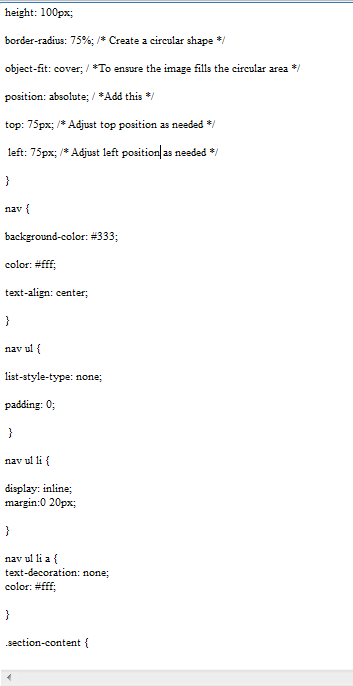 height: 100px;
border-radius: 75%; /* Create a circular shape */
object-fit: cover; / *To ensure the image fills the circular area */
position: absolute; / *Add this */
top: 75px; /* Adjust top position as needed */
left: 75px; /* Adjust left position as needed */
}
nav {
background-color: #333;
color: #fff;
text-align: center;
}
nav ul {
list-style-type: none;
padding: 0;
}
nav ul li {
display: inline;
margin:0 20px;
}
nav ul li a {
text-decoration: none;
color: #fff;
}
.section-content {